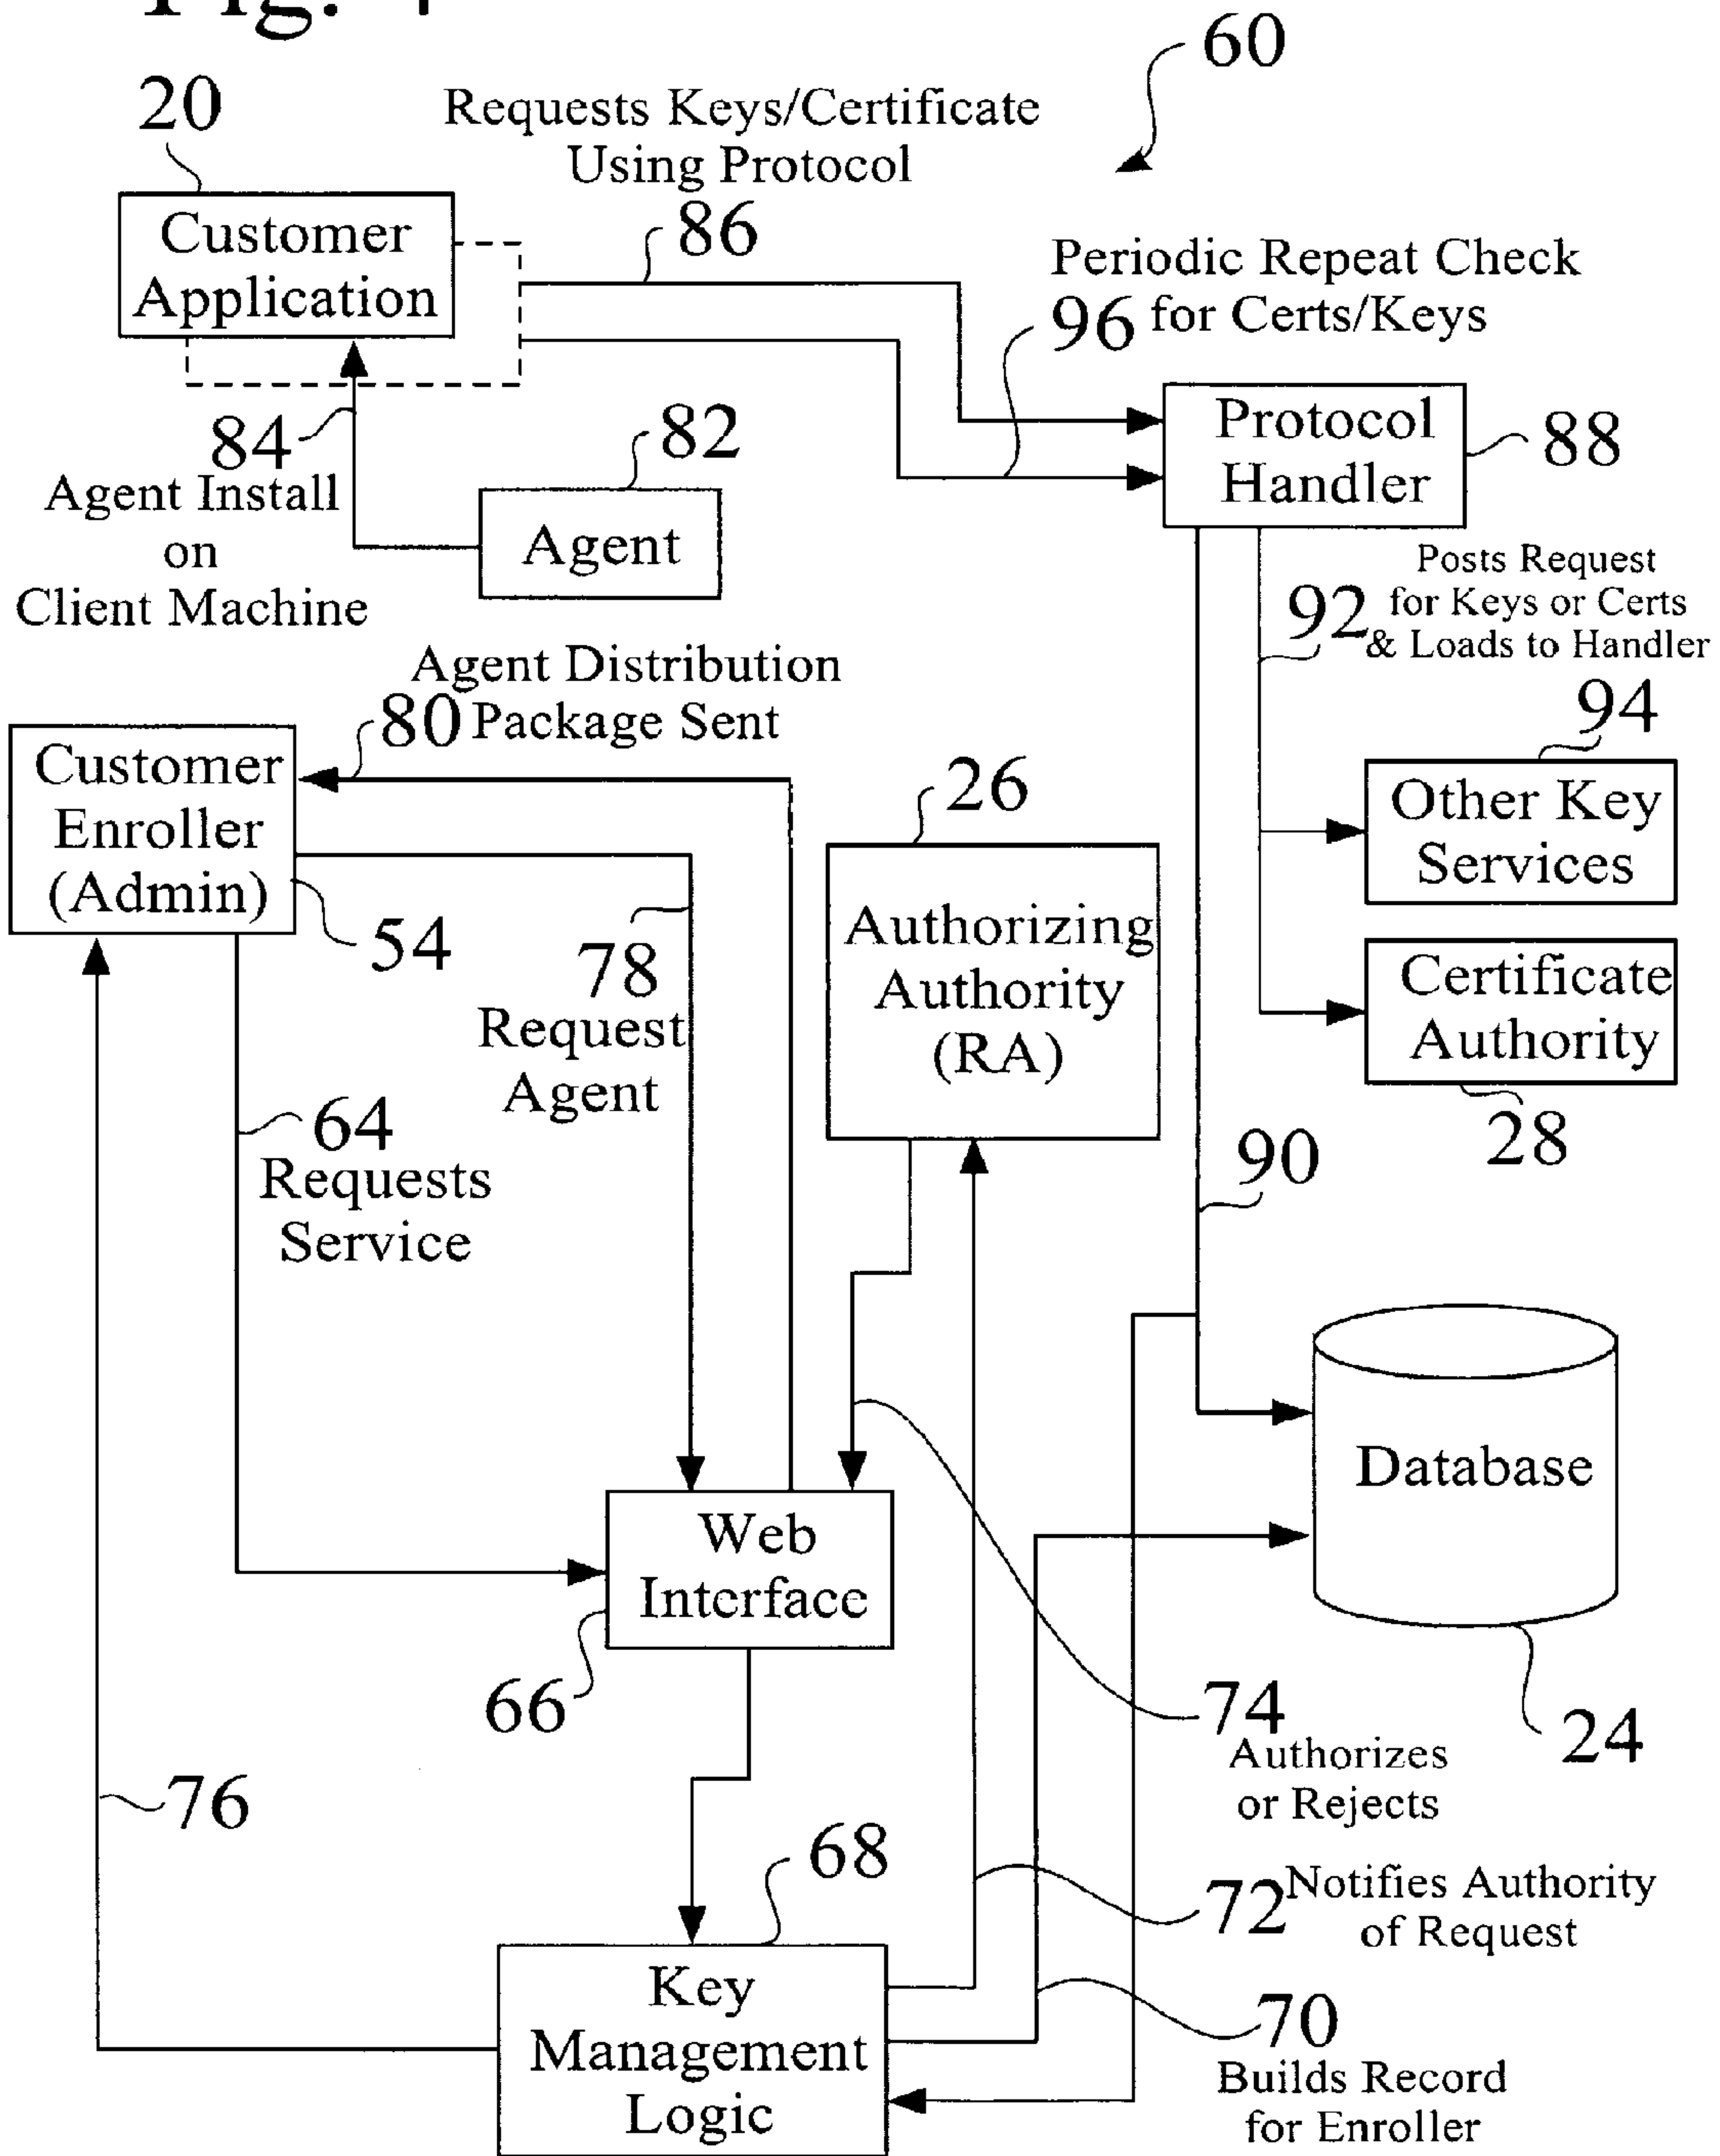 Fig. 4
60
20
Requests Keys/Certificate
Using Protocol
86
Customer
Application
Periodic Repeat Check
96 for Certs/Keys
84
Agent Install
on
Client Machine
82
Agent
Protocol
Handler
88
Posts Request
92 for Keys or Certs
& Loads to Handler
94
Other Key
Services
Certificate
Authority
28
Agent Distribution
80 Package Sent
Customer
Enroller
(Admin)
54
26
Authorizing
Authority
(RA)
78
Request
Agent
64
Requests
Service
90
Database
24
Web
Interface
66
74
Authorizes
or Rejects
76
68
72 Notifies Authority
of Request
Key
Management
Logic
70
Builds Record
for Enroller